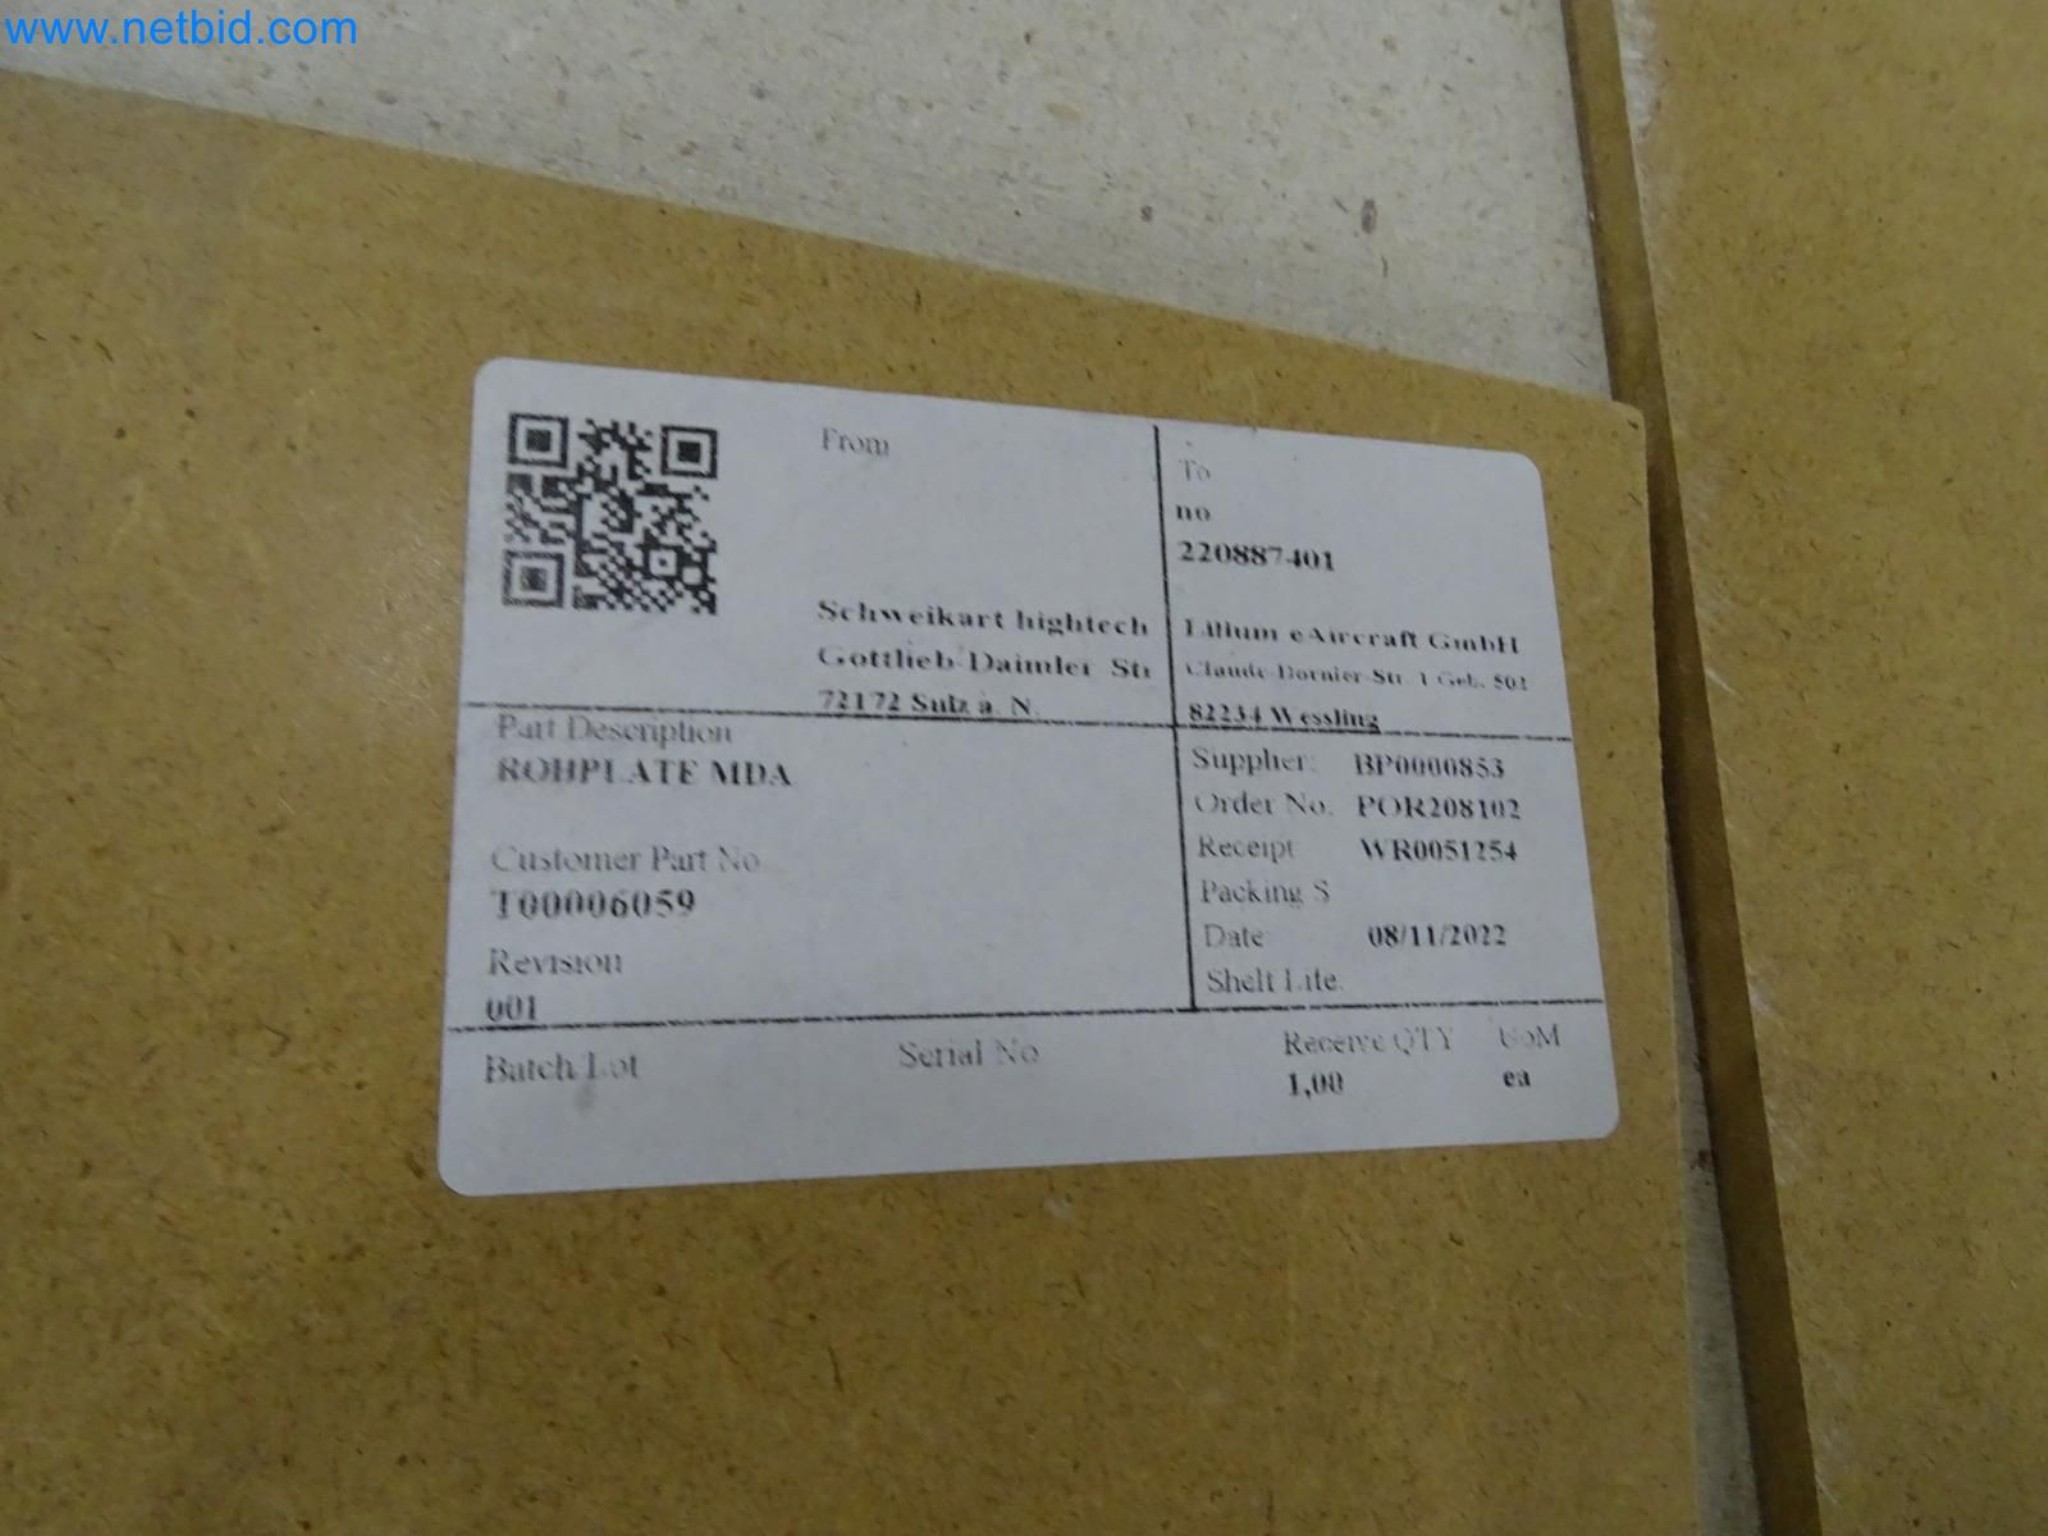 www.netbid.com
From
Schweikart hightech
Gottlieb-Daimler-Str
72172 Sulz a. N.
To
no
220887401
Lilium eAircraft GmbH
Claude-Dornier-Str. 1 Geb. 502
82234 Wessling
Part Description
ROHPLATE MDA
Customer Part No
T00006059
Revision
001
Supplier: BP0000853
Order No. POR208102
Receipt WR0051254
Packing S
Date 08/11/2022
Shelf Life:
Batch Lot
Serial No
Receive QTY UoM
1,00 ea